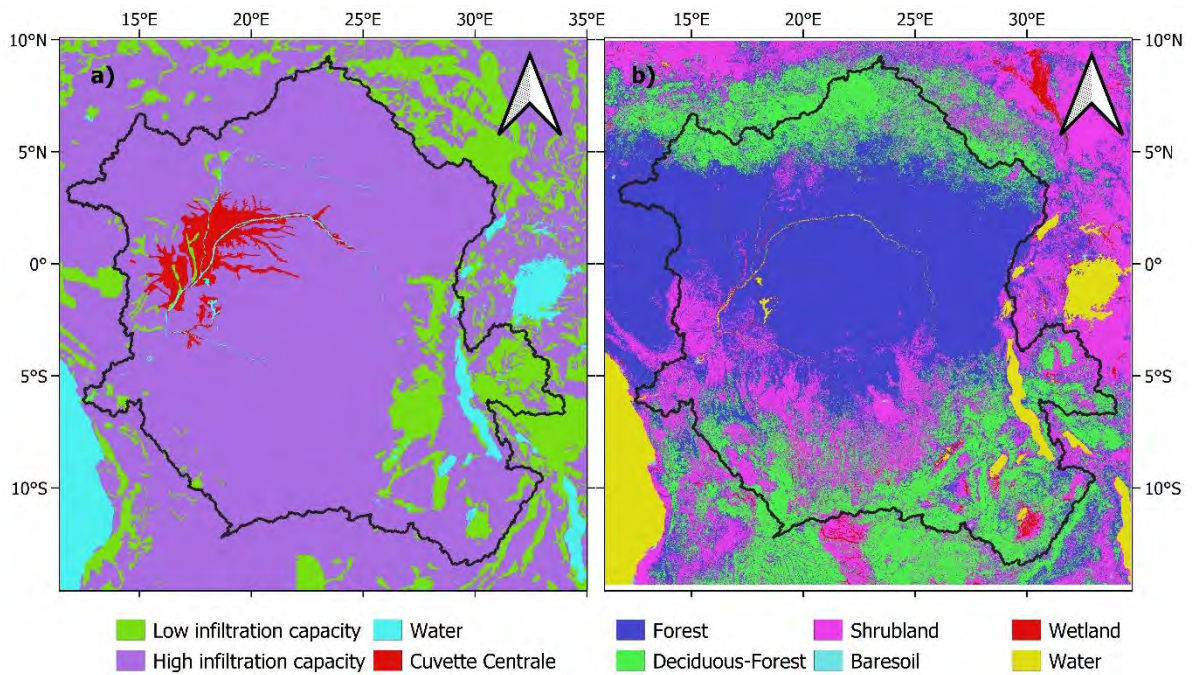 15°E 20°E 25°E 30°E 35°E 15°E 20°E 25°E 30°E
10°N a) b) 10°N
5°N 5°N
0° 0°
5°S 5°S
10°S 10°S
Low infiltration capacity Water Forest Shrubland Wetland
High infiltration capacity Cuvette Centrale Deciduous-Forest Baresoil Water